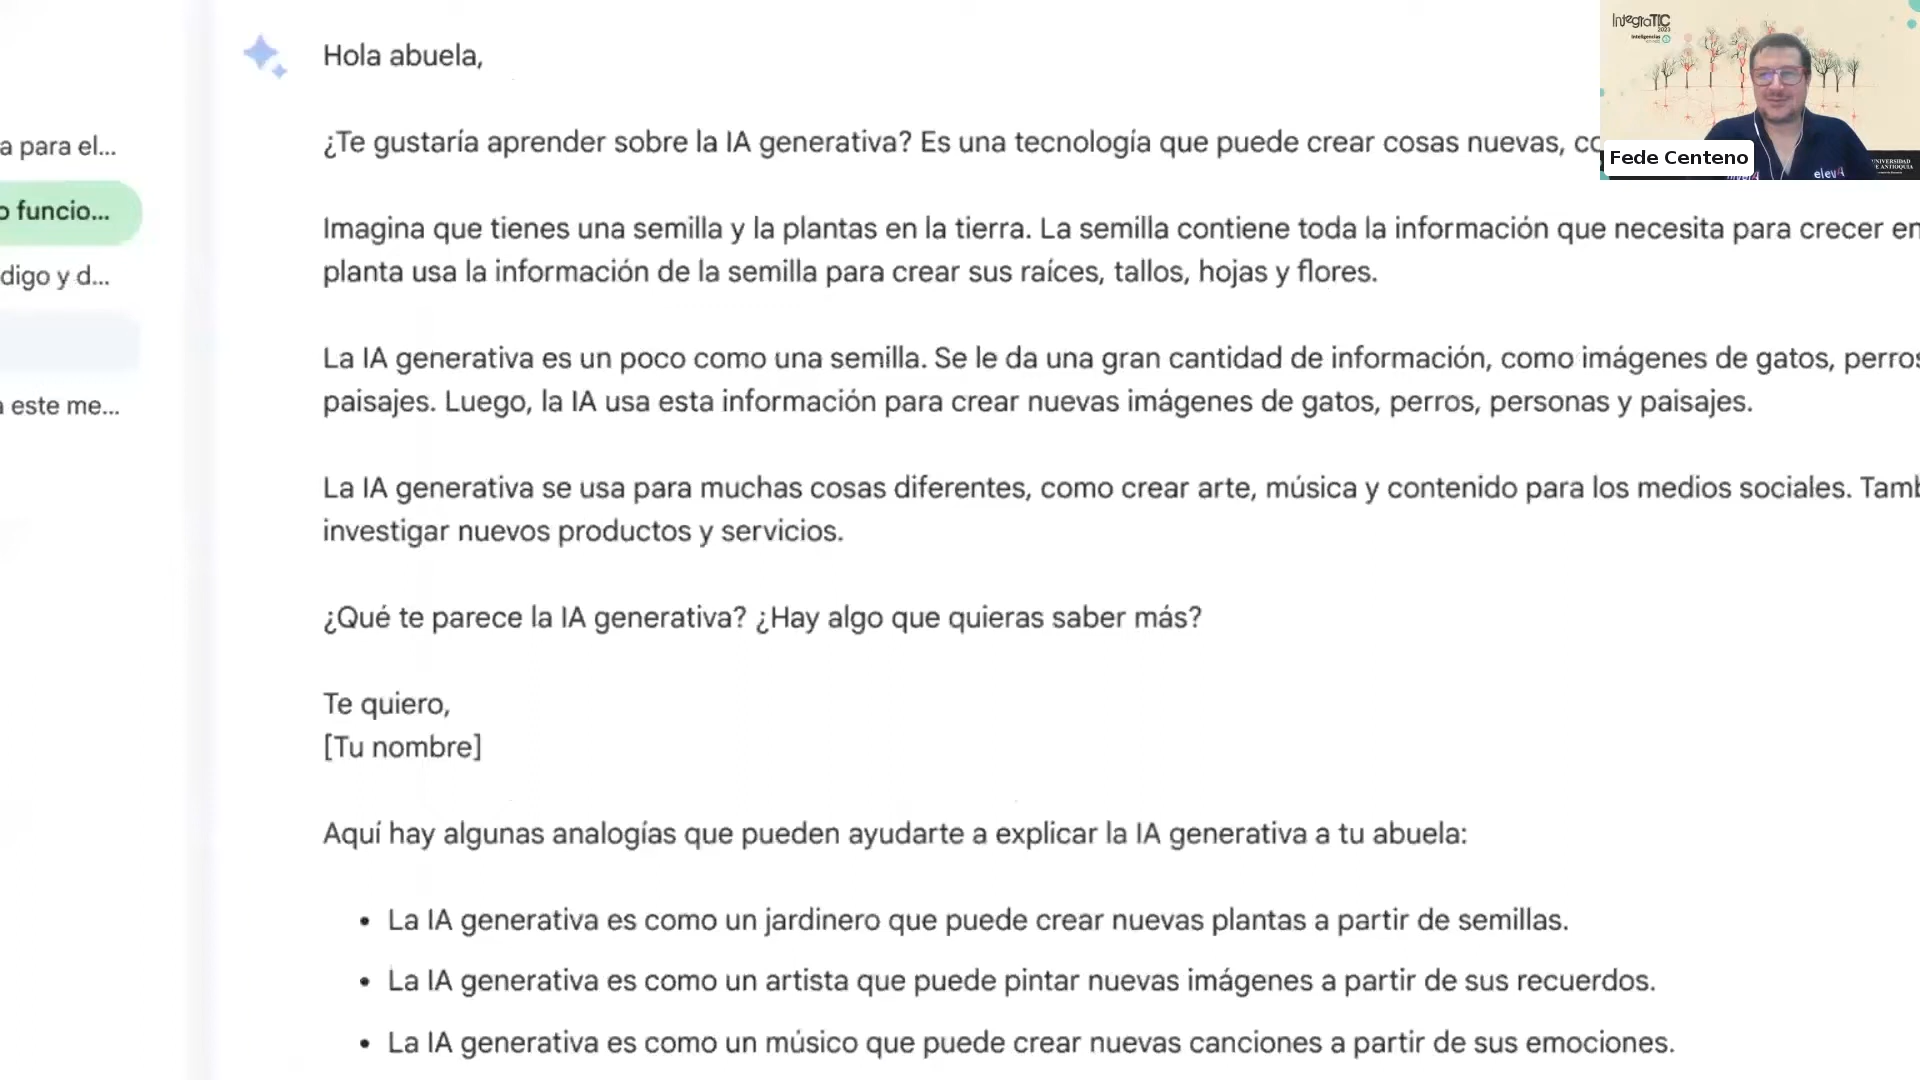 Hola abuela,
¿Te gustaría aprender sobre la IA generativa? Es una tecnología que puede crear cosas nuevas,
Imagina que tienes una semilla y la plantas en la tierra. La semilla contiene toda la información que necesita para crecer en
planta usa la información de la semilla para crear sus raíces, tallos, hojas y flores.
La IA generativa es un poco como una semilla. Se le da una gran cantidad de información, como imágenes de gatos, perros
paisajes. Luego, la IA usa esta información para crear nuevas imágenes de gatos, perros, personas y paisajes.
La IA generativa se usa para muchas cosas diferentes, como crear arte, música y contenido para los medios sociales.
investigar nuevos productos y servicios.
¿Qué te parece la IA generativa? ¿Hay algo que quieras saber más?
Te quiero,
[Tu nombre]
Aquí hay algunas analogías que pueden ayudarte a explicar la IA generativa a tu abuela:
• La IA generativa es como un jardinero que puede crear nuevas plantas a partir de semillas.
• La IA generativa es como un artista que puede pintar nuevas imágenes a partir de sus recuerdos.
• La IA generativa es como un músico que puede crear nuevas canciones a partir de sus emociones.
a para el...
o funcio...
digo y d...
a este me...
IntegraTIC
2023
Inteligencias
Fede Centeno
elevA
UNIVERSIDAD
DE ANTIOQUIA